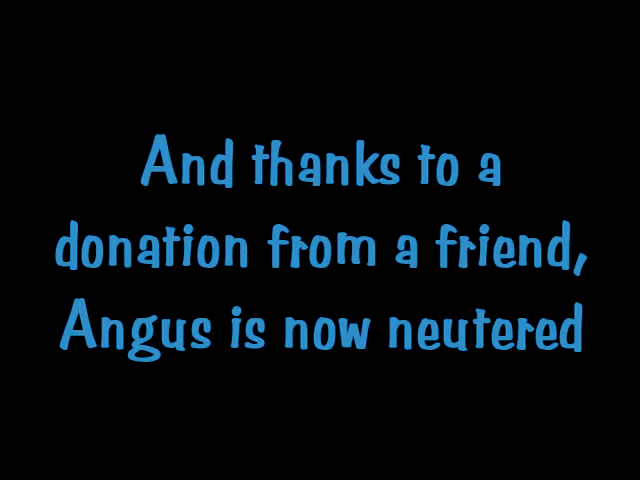 And thanks to a
donation from a friend,
Angus is now neutered